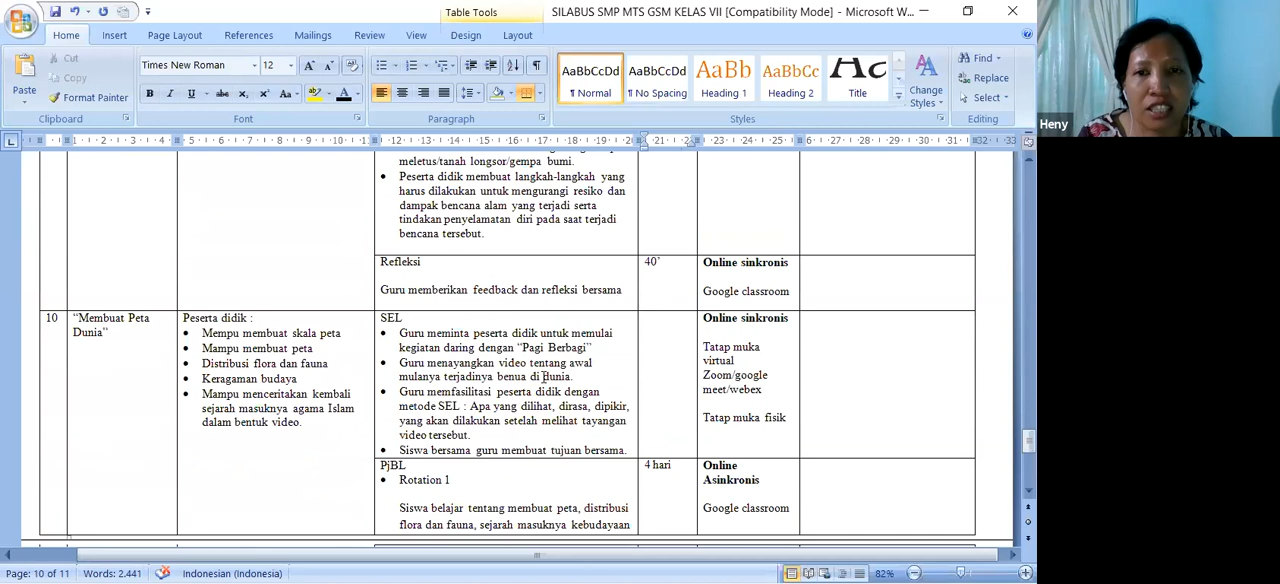 Table Tools
SILABUS SMP MTS GSM KELAS VII [Compatibility Mode] - Microsoft W...
Home Insert Page Layout References Mailings Review View Design Layout
Paste
Cut
Copy
Format Painter
Clipboard
Times New Roman 12
Font
Paragraph
AaBbCcDd AaBbCcDd AaBb AaBbCc AaC
¶ Normal ¶ No Spacing Heading 1 Heading 2 Title
Styles
Change Styles
Find
Replace
Select
Editing
Heny
meletus/tanah longsor/gempa bumi.
Peserta didik membuat langkah-langkah yang
harus dilakukan untuk mengurangi resiko dan
dampak bencana alam yang terjadi serta
tindakan penyelamatan diri pada saat terjadi
bencana tersebut.
Refleksi
Guru memberikan feedback dan refleksi bersama
40’
Online sinkronis
Google classroom
10
“Membuat Peta
Dunia”
Peserta didik :
Mempu membuat skala peta
Mampu membuat peta
Distribusi flora dan fauna
Keragaman budaya
Mampu menceritakan kembali
sejarah masuknya agama Islam
dalam bentuk video.
SEL
Guru meminta peserta didik untuk memulai
kegiatan daring dengan “Pagi Berbagi”
Guru menayangkan video tentang awal
mulanya terjadinya benua di dunia.
Guru memfasilitasi peserta didik dengan
metode SEL : Apa yang dilihat, dirasa, dipikir,
yang akan dilakukan setelah melihat tayangan
video tersebut.
Siswa bersama guru membuat tujuan bersama.
Online sinkronis
Tatap muka
virtual
Zoom/google
meet/webex
Tatap muka fisik
PjBL
Rotation 1
Siswa belajar tentang membuat peta, distribusi
flora dan fauna, sejarah masuknya kebudayaan
4 hari
Online
Asinkronis
Google classroom
Page: 10 of 11 Words: 2.441 Indonesian (Indonesia) 82%